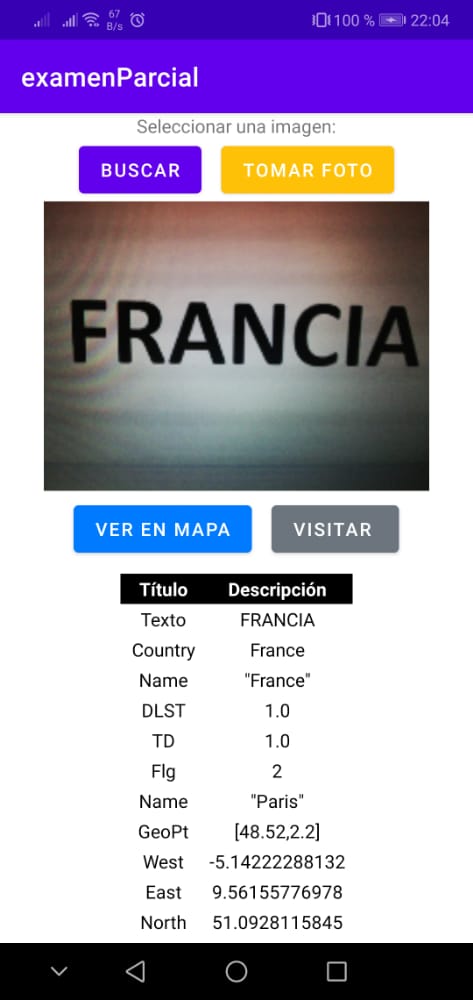 67 B/s 100 % 22:04
examenParcial
Seleccionar una imagen:
BUSCAR TOMAR FOTO
FRANCIA
VER EN MAPA VISITAR
Título Descripción
Texto FRANCIA
Country France
Name "France"
DLST 1.0
TD 1.0
Flg 2
Name "Paris"
GeoPt [48.52,2.2]
West -5.14222288132
East 9.56155776978
North 51.0928115845